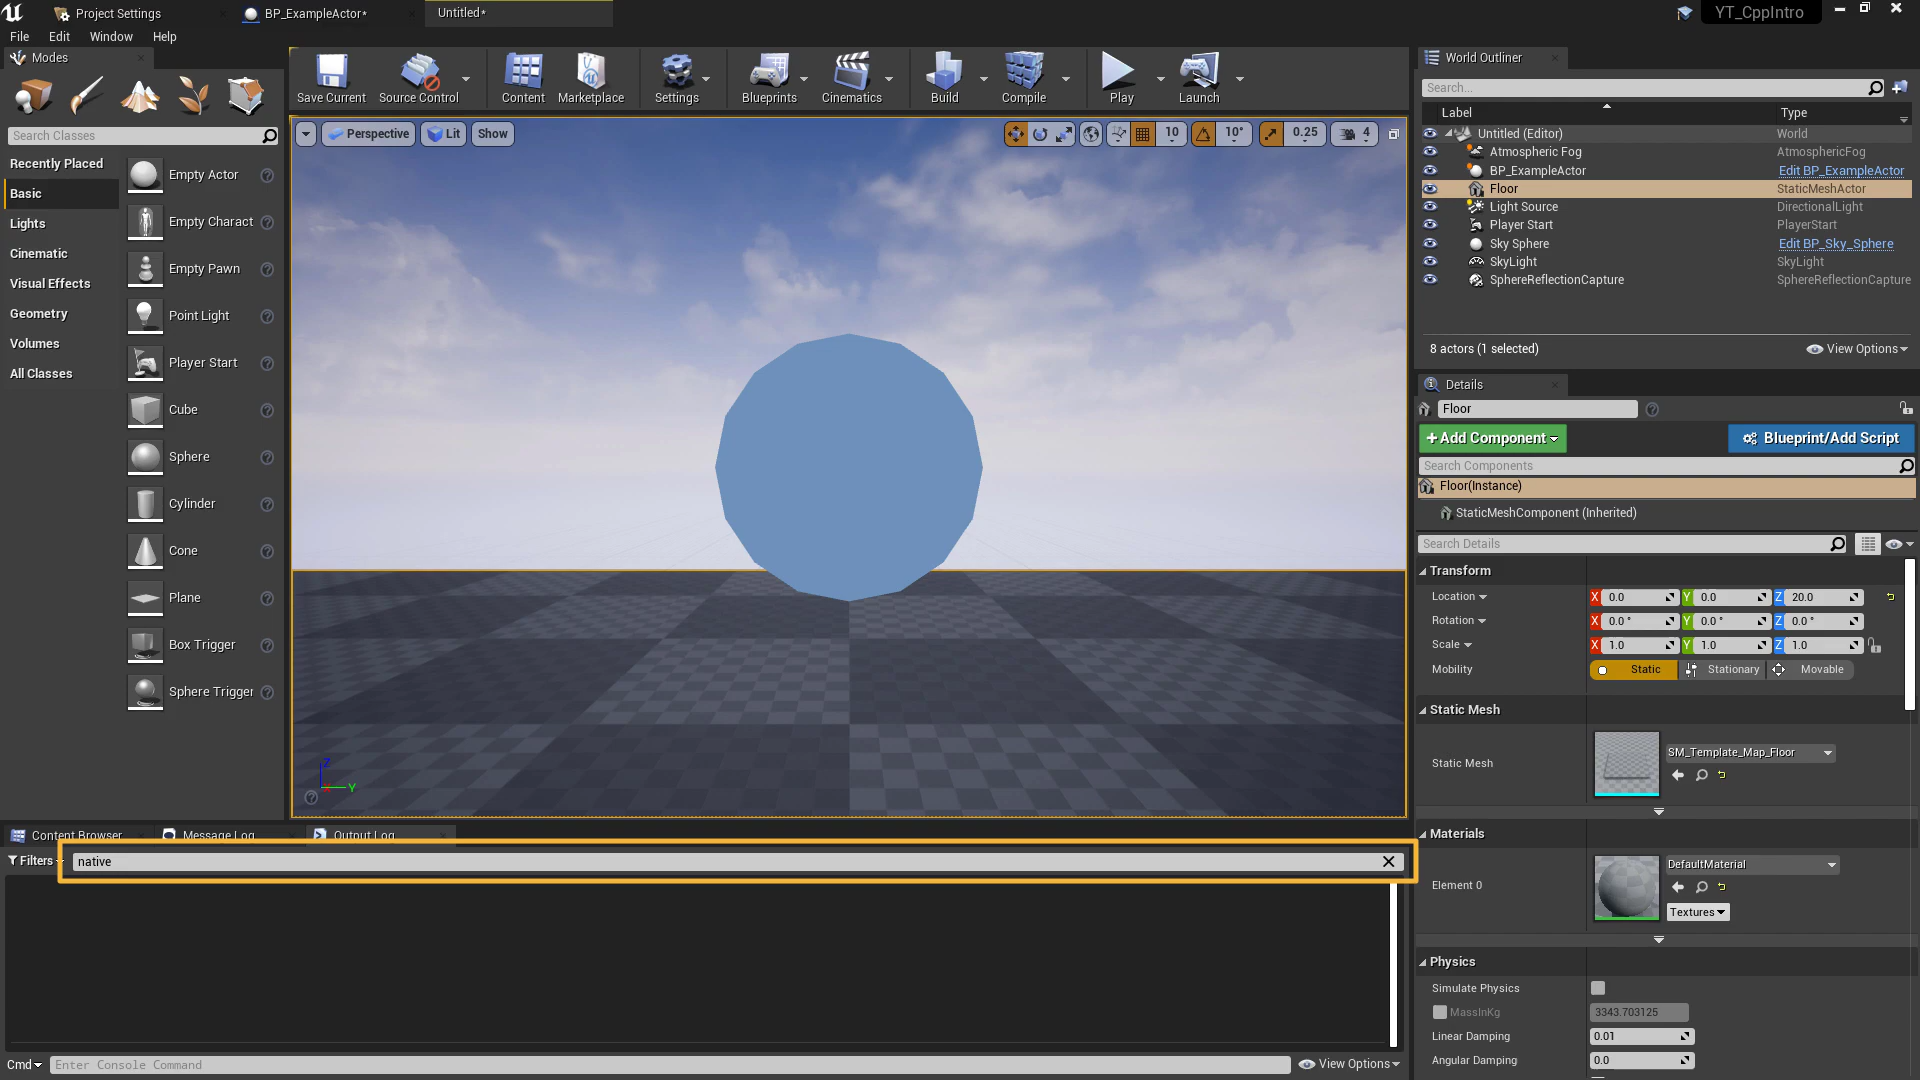 Project Settings
BP_ExampleActor*
Untitled*
YT_CppIntro
File
Edit
Window
Help
Modes
Search Classes
Recently Placed
Basic
Lights
Cinematic
Visual Effects
Geometry
Volumes
All Classes
Empty Actor
Empty Charact
Empty Pawn
Point Light
Player Start
Cube
Sphere
Cylinder
Cone
Plane
Box Trigger
Sphere Trigger
Save Current
Source Control
Content
Marketplace
Settings
Blueprints
Cinematics
Build
Compile
Play
Launch
Perspective
Lit
Show
10
10°
0.25
4
Z
X
Y
World Outliner
Search...
Label
Type
Untitled (Editor)
World
Atmospheric Fog
AtmosphericFog
BP_ExampleActor
Edit BP_ExampleActor
Floor
StaticMeshActor
Light Source
DirectionalLight
Player Start
PlayerStart
Sky Sphere
Edit BP_Sky_Sphere
SkyLight
SkyLight
SphereReflectionCapture
SphereReflectionCapture
8 actors (1 selected)
View Options
Details
Floor
+Add Component
Blueprint/Add Script
Search Components
Floor(Instance)
StaticMeshComponent (Inherited)
Search Details
Transform
Location
X 0.0
Y 0.0
Z 20.0
Rotation
X 0.0 °
Y 0.0 °
Z 0.0 °
Scale
X 1.0
Y 1.0
Z 1.0
Mobility
Static
Stationary
Movable
Static Mesh
Static Mesh
SM_Template_Map_Floor
Materials
Element 0
DefaultMaterial
Textures
Physics
Simulate Physics
MassInKg
3343.703125
Linear Damping
0.01
Angular Damping
0.0
Content Browser
Message Log
Output Log
Filters
native
Cmd
Enter Console Command
View Options